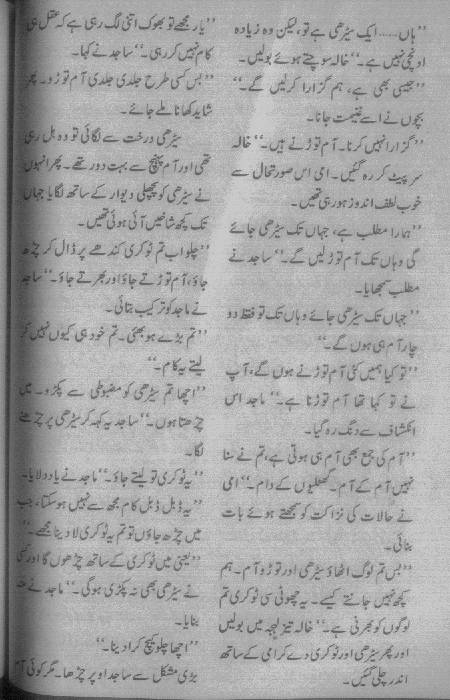 ’’ہاں......ایک سیڑھی ہے تو، لیکن وہ زیادہ
اونچی نہیں ہے۔‘‘ خالہ سوچتے ہوئے بولیں۔
’’جیسی بھی ہے، ہم گزارا کرلیں گے۔‘‘
بچوں نے اسے غنیمت جانا۔
’’گزارا نہیں کرنا۔ آم توڑنے ہیں۔‘‘ خالہ
سر پیٹ کر رہ گئیں۔ امی اس صورتحال سے
خوب لطف اندوز ہو رہی تھیں۔
’’ہمارا مطلب ہے، جہاں تک سیڑھی جائے
گی وہاں تک آم توڑ لیں گے۔‘‘ ساجد نے
مطلب سمجھایا۔
’’جہاں تک سیڑھی جائے وہاں تک تو فقط دو
چار آم ہی ہوں گے۔‘‘
’’تو کیا ہمیں کئی آم توڑنے ہوں گے، آپ
نے تو کہا تھا آم توڑنا ہے۔‘‘ ماجد اس
انکشاف سے دنگ رہ گیا۔
’’آم کی جمع بھی آم ہی ہوتی ہے، تم نے سنا
نہیں آم کے آم۔ گٹھلیوں کے دام۔‘‘ امی
نے حالات کی نزاکت کو سمجھتے ہوئے بات
بنائی۔
’’بس تم لوگ اٹھاؤ سیڑھی اور توڑو آم۔ ہم
کچھ نہیں جانتے کیسے۔ یہ چھوٹی سی ٹوکری تم
لوگوں کو بھرنی ہے۔‘‘ خالہ تیز لہجہ میں بولیں
اور پھر سیڑھی اور ٹوکری دے کر امی کے ساتھ
اندر چلی گئیں۔
’’یار مجھے تو بھوک اتنی لگ رہی ہے کہ عقل ہی
کام نہیں کر رہی۔‘‘ ساجد نے کہا۔
’’بس کسی طرح جلدی جلدی آم توڑو۔ پھر
شاید کھانا ملے جائے۔
سیڑھی درخت سے لگائی تو وہ ہل رہی
تھی اور آم پہنچ سے بہت دور تھے۔ پھر انہوں
نے سیڑھی کو پچھلی دیوار کے ساتھ لگایا جہاں
تک کچھ شاخیں آئی ہوئی تھیں۔
’’چلو اب تم ٹوکری کندھے پر ڈال کر چڑھ
جاؤ، آم توڑتے جاؤ اور بھرتے جاؤ۔‘‘ ساجد
نے ماجد کو ترکیب بتائی۔
’’تم بڑے ہو بھئی۔ تم خود ہی کیوں نہیں کر
لیتے یہ کام۔‘‘
’’اچھا تم سیڑھی کو مضبوطی سے پکڑو۔ میں
چڑھتا ہوں۔‘‘ ساجد یہ کہہ کر سیڑھی پر چڑھنے
لگا۔
’’یہ ٹوکری تو لیتے جاؤ۔‘‘ ماجد نے یاد دلایا۔
’’یہ ڈبل ڈبل کام مجھ سے نہیں ہو سکتا، جب
میں چڑھ جاؤں تو تم یہ ٹوکری لا دینا مجھے۔‘‘
’’یعنی میں ٹوکری کے ساتھ چڑھوں گا اور کسی
نے سیڑھی بھی نہ پکڑی ہوگی۔‘‘ ماجد نے منہ
بنایا۔
’’اچھا چلو کیچ کرا دینا۔‘‘
بڑی مشکل سے ساجد اوپر چڑھا۔ مگر کوئی آم